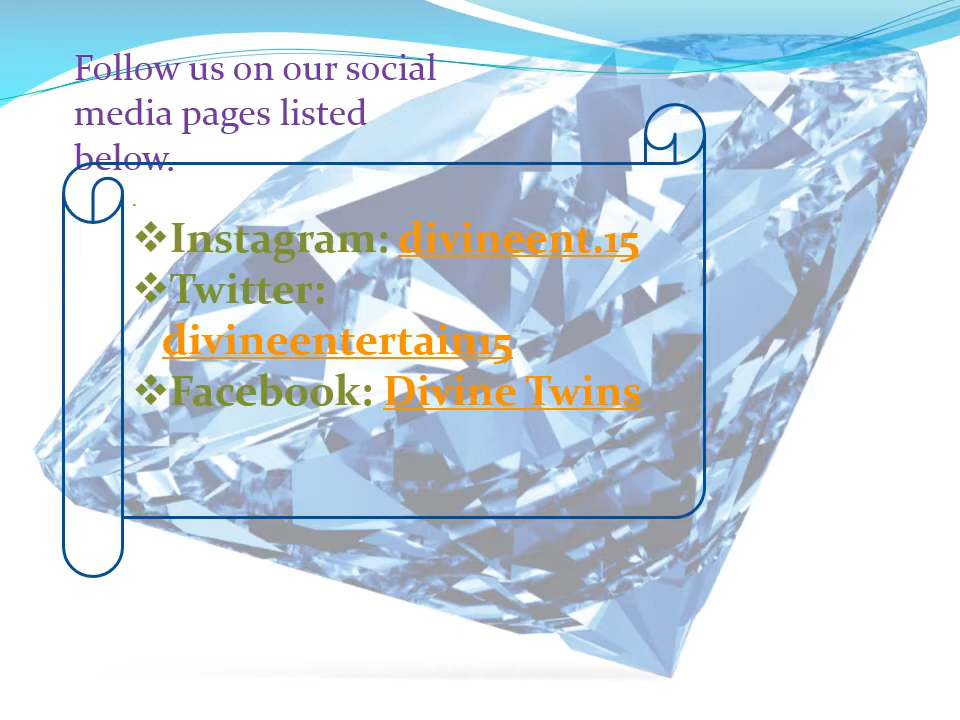 Follow us on our social
media pages listed
below.
.
❖Instagram: divineent.15
❖Twitter:
divineentertain15
❖Facebook: Divine Twins